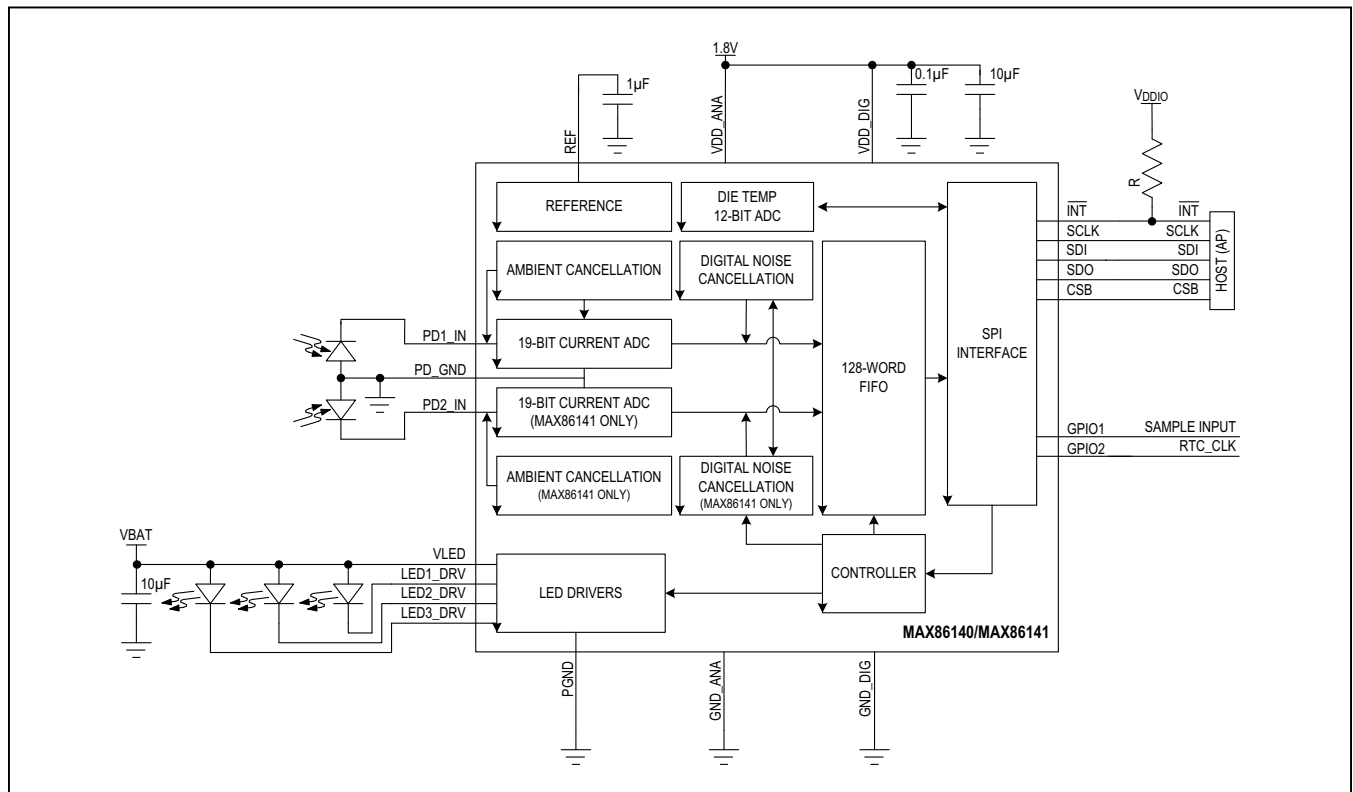 1.8V
1µF
0.1µF
10µF
VDDIO
REF
VDD_ANA
VDD_DIG
R
REFERENCE
DIE TEMP
12-BIT ADC
INT
INT
SCLK
SCLK
SDI
SDI
SDO
SDO
CSB
CSB
HOST (AP)
AMBIENT CANCELLATION
DIGITAL NOISE
CANCELLATION
PD1_IN
19-BIT CURRENT ADC
SPI
INTERFACE
PD_GND
128-WORD
FIFO
PD2_IN
19-BIT CURRENT ADC
(MAX86141 ONLY)
GPIO1
SAMPLE INPUT
GPIO2
RTC_CLK
AMBIENT CANCELLATION
(MAX86141 ONLY)
DIGITAL NOISE
CANCELLATION
(MAX86141 ONLY)
VBAT
VLED
10µF
LED1_DRV
LED2_DRV
LED3_DRV
LED DRIVERS
CONTROLLER
MAX86140/MAX86141
PGND
GND_ANA
GND_DIG